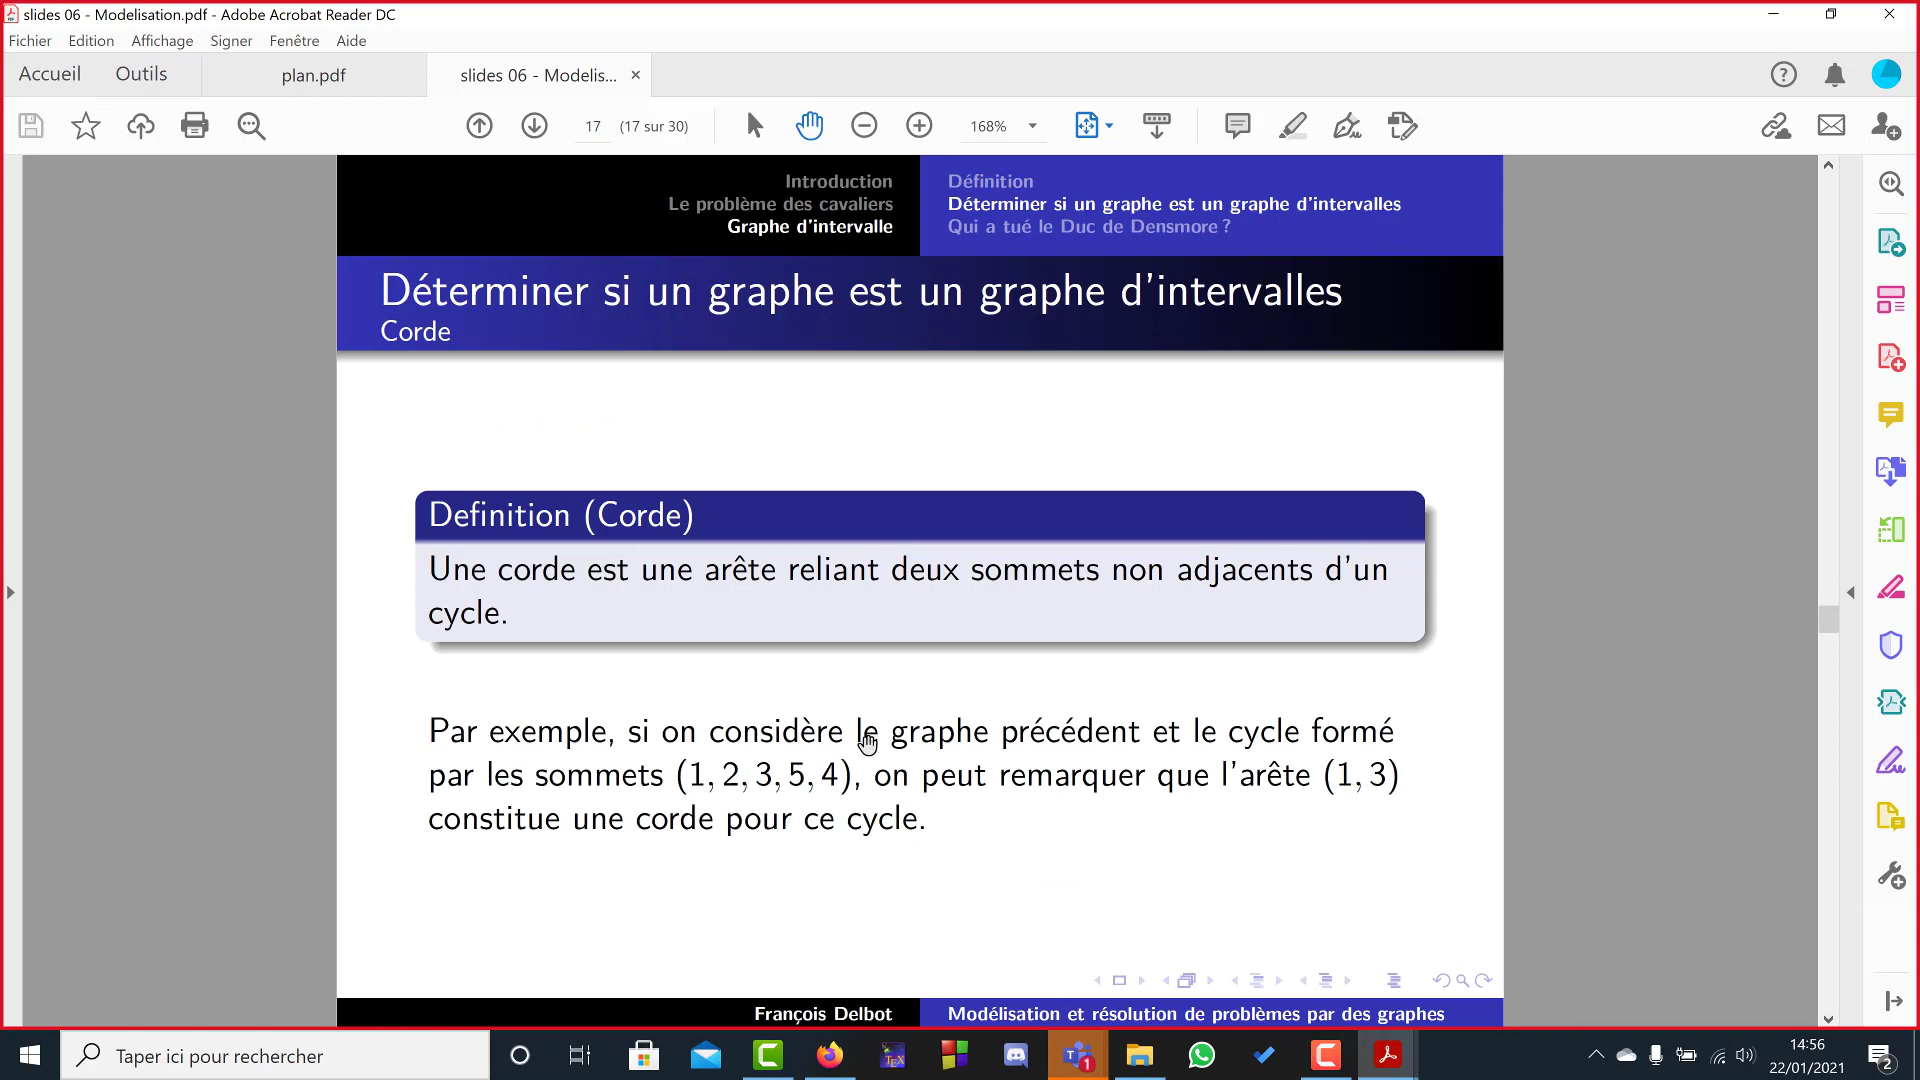 slides 06 - Modelisation.pdf - Adobe Acrobat Reader DC
Fichier Edition Affichage Signer Fenêtre Aide
Accueil Outils plan.pdf slides 06 - Modelis... ×
17 (17 sur 30) 168%
Introduction
Le problème des cavaliers
Graphe d'intervalle
Définition
Déterminer si un graphe est un graphe d'intervalles
Qui a tué le Duc de Densmore ?
Déterminer si un graphe est un graphe d'intervalles
Corde
Definition (Corde)
Une corde est une arête reliant deux sommets non adjacents d'un
cycle.
Par exemple, si on considère le graphe précédent et le cycle formé
par les sommets (1, 2, 3, 5, 4), on peut remarquer que l'arête (1, 3)
constitue une corde pour ce cycle.
François Delbot
Modélisation et résolution de problèmes par des graphes
Taper ici pour rechercher
TEX
1
14:56
22/01/2021
2